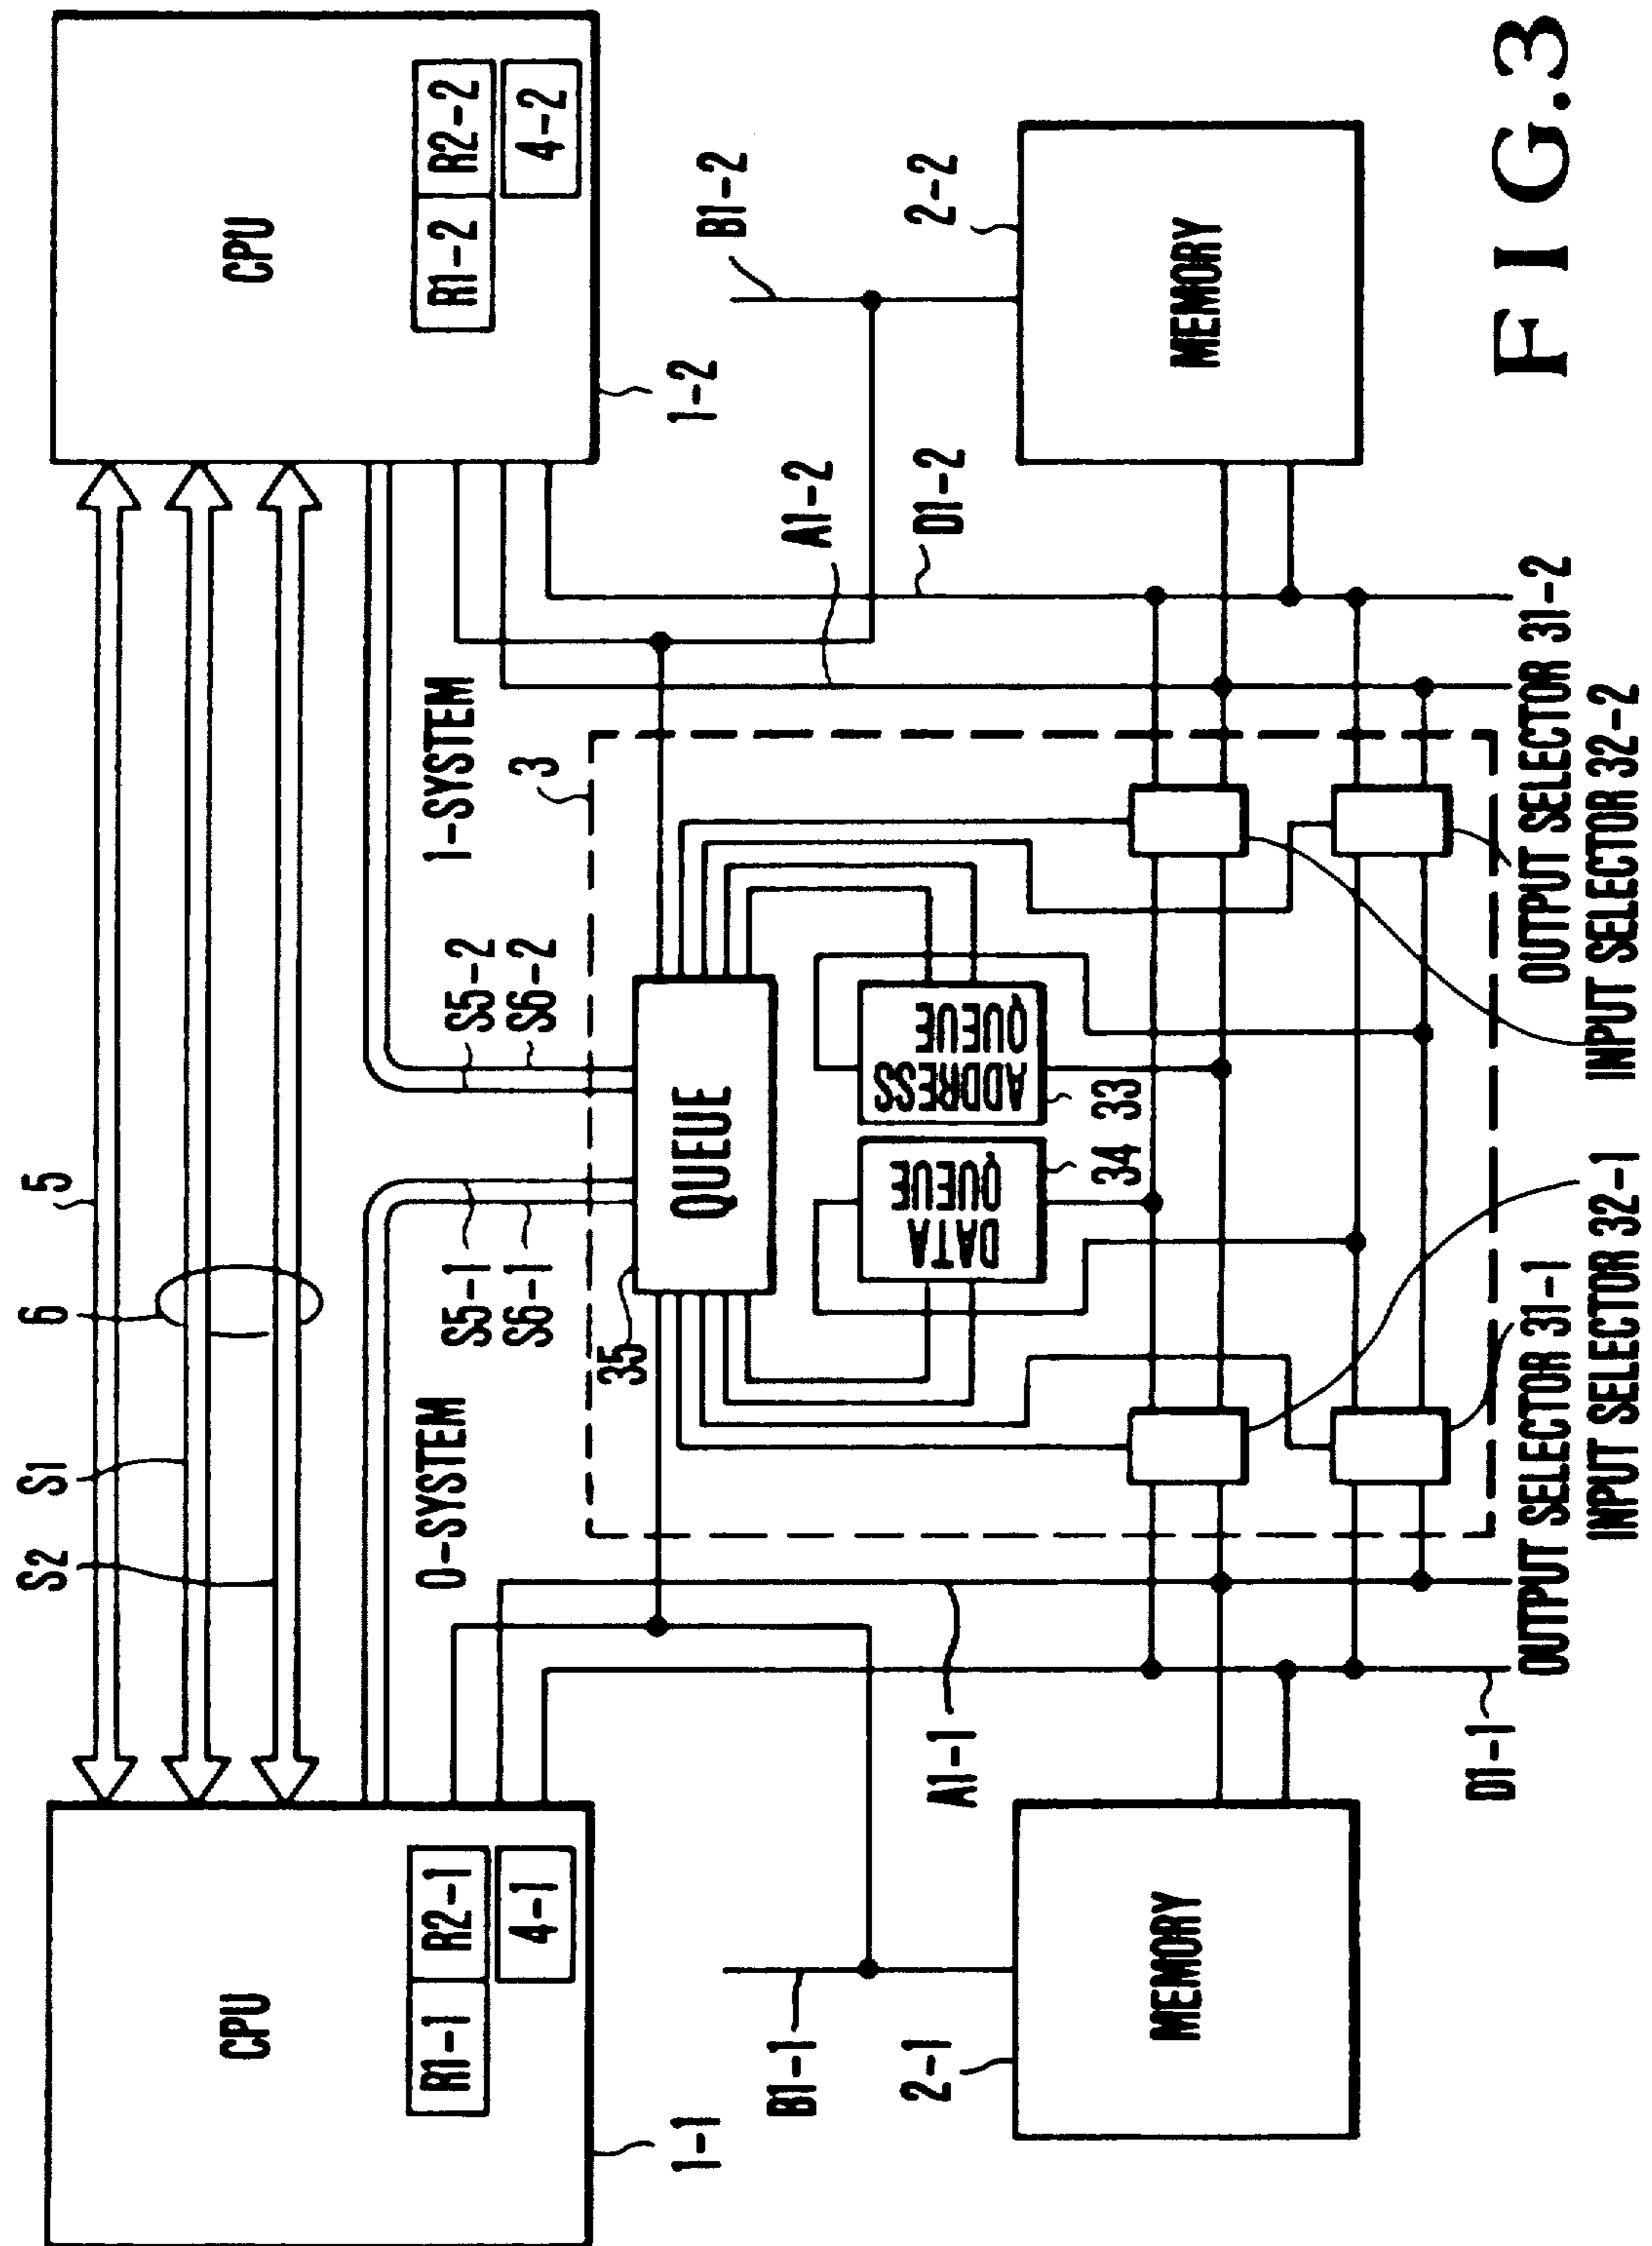 S2
S1
6
5
CPU
CPU
R1-1
R2-1
4-1
R1-2
R2-2
4-2
1-1
1-2
0-SYSTEM
1-SYSTEM
S5-1
S6-1
S5-2
S6-2
3
35
QUEUE
B1-1
B1-2
A1-2
D1-2
DATA
QUEUE
ADDRESS
QUEUE
34
33
2-1
2-2
A1-1
MEMORY
MEMORY
D1-1
OUTPUT SELECTOR 31-1
INPUT SELECTOR 32-1
OUTPUT SELECTOR 31-2
INPUT SELECTOR 32-2
FIG.3